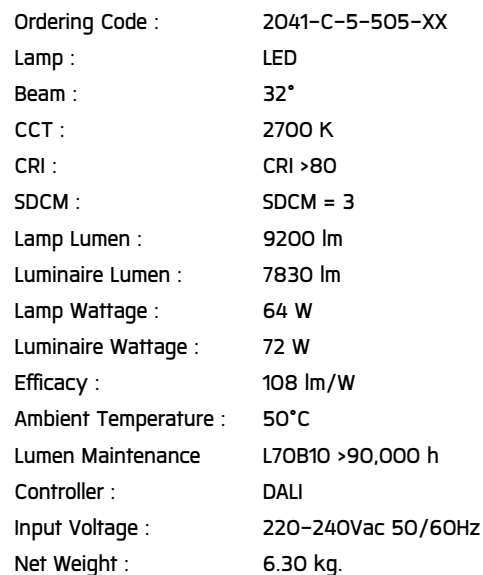 Ordering Code : 2041-C-5-505-XX
Lamp : LED
Beam : 32°
CCT : 2700 K
CRI : CRI >80
SDCM : SDCM = 3
Lamp Lumen : 9200 lm
Luminaire Lumen : 7830 lm
Lamp Wattage : 64 W
Luminaire Wattage : 72 W
Efficacy : 108 lm/W
Ambient Temperature : 50°C
Lumen Maintenance L70B10 >90,000 h
Controller : DALI
Input Voltage : 220-240Vac 50/60Hz
Net Weight : 6.30 kg.